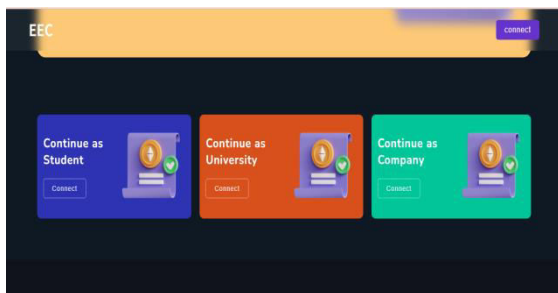 EEC
connect
Continue as
Student
Connect
Continue as
University
Connect
Continue as
Company
Connect